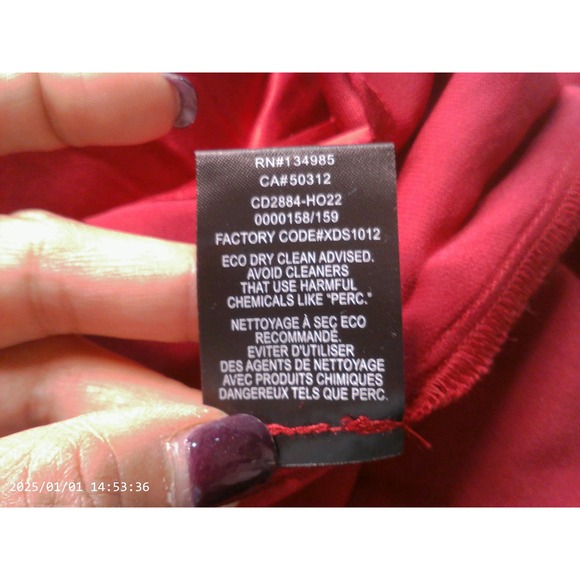 RN#134985
CA#50312
CD2884-HO22
0000158/159
FACTORY CODE#XDS1012
ECO DRY CLEAN ADVISED.
AVOID CLEANERS
THAT USE HARMFUL
CHEMICALS LIKE "PERC."
NETTOYAGE À SEC ECO
RECOMMANDÉ.
EVITER D'UTILISER
DES AGENTS DE NETTOYAGE
AVEC PRODUITS CHIMIQUES
DANGEREUX TELS QUE PERC.
2025/01/01 14:53:36